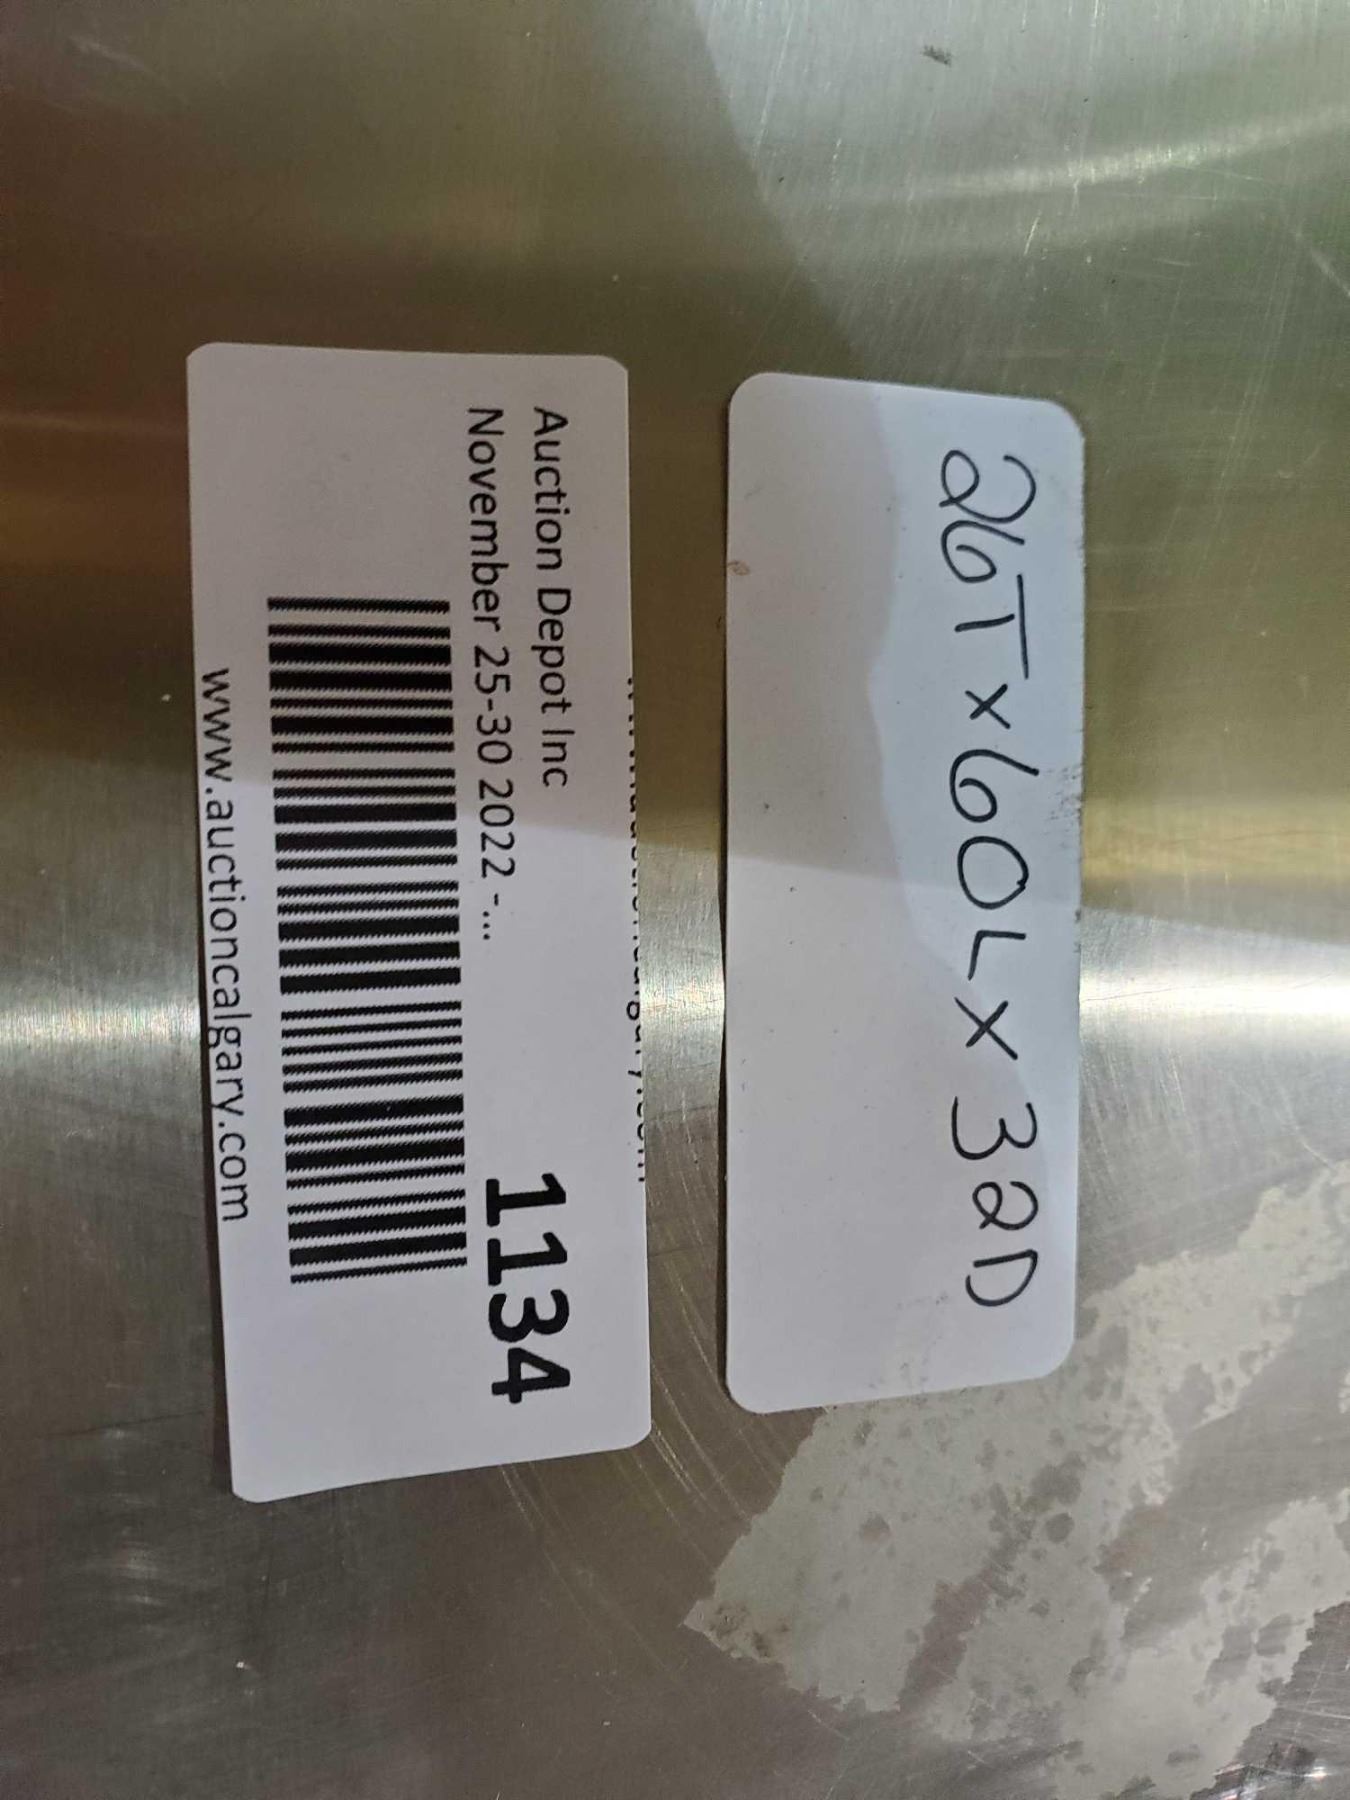 26T x 60L x 32D
Auction Depot Inc
November 25-30 2022 -...
1134
www.auctioncalgary.com